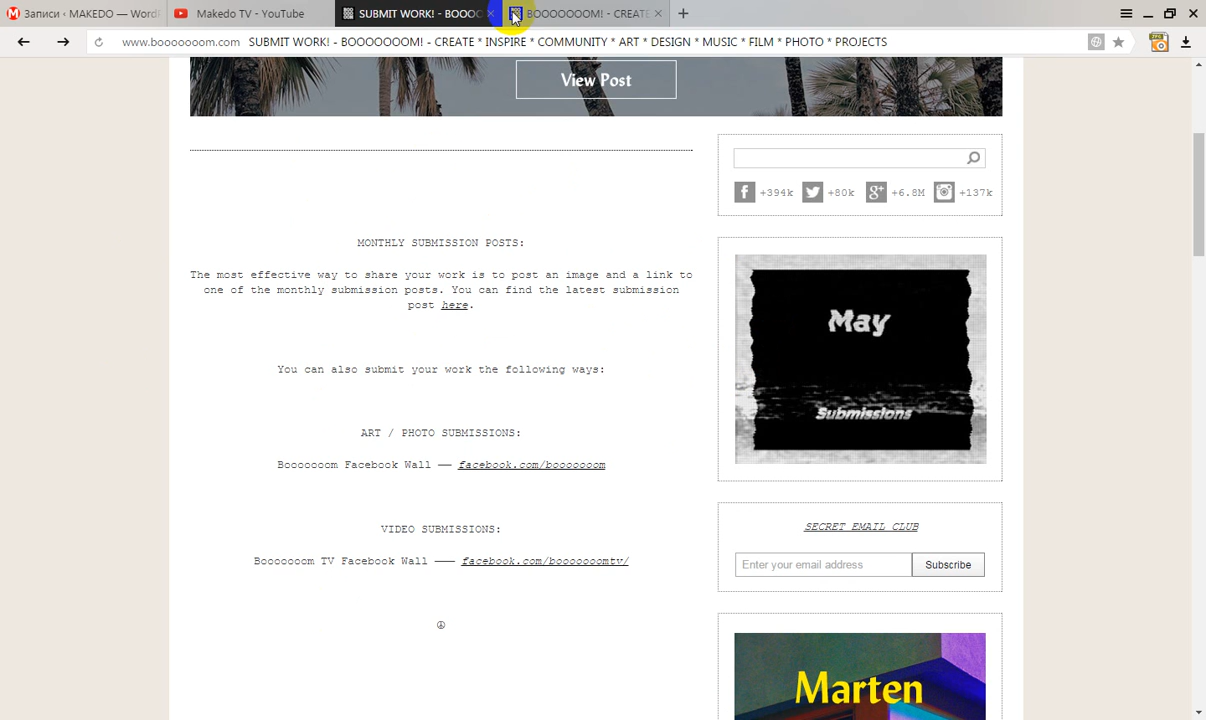 Записи ‹ MAKEDO — Word
Makedo TV - YouTube
SUBMIT WORK! - BOOOO
BOOOOOOOM! - CREATE
www.booooooom.com SUBMIT WORK! - BOOOOOOOM! - CREATE * INSPIRE * COMMUNITY * ART * DESIGN * MUSIC * FILM * PHOTO * PROJECTS
View Post
+394k +80k +6.8M +137k
MONTHLY SUBMISSION POSTS:
The most effective way to share your work is to post an image and a link to
one of the monthly submission posts. You can find the latest submission
post here.
May
Submissions
You can also submit your work the following ways:
ART / PHOTO SUBMISSIONS:
Booooooom Facebook Wall — facebook.com/booooooom
VIDEO SUBMISSIONS:
Booooooom TV Facebook Wall —— facebook.com/booooooomtv/
SECRET EMAIL CLUB
Enter your email address
Subscribe
Marten